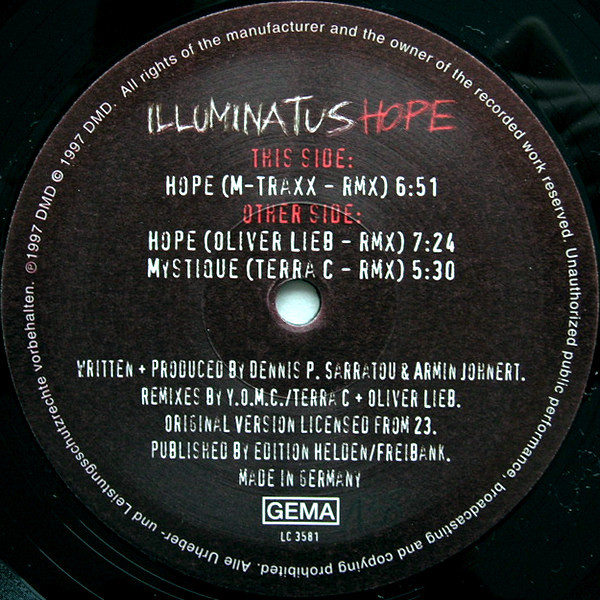 ILLUMINATUS HOPE
THIS SIDE:
HOPE (M-TRAXX - RMX) 6:51
OTHER SIDE:
HOPE (OLIVER LIEB - RMX) 7:24
MYSTIQUE (TERRA C - RMX) 5:30
WRITTEN + PRODUCED BY DENNIS P. SARRATOU & ARMIN JOHNERT.
REMIXES BY Y.O.M.C./TERRA C + OLIVER LIEB.
ORIGINAL VERSION LICENSED FROM 23.
PUBLISHED BY EDITION HELDEN/FREIBANK.
MADE IN GERMANY
GEMA
LC 3581
℗1997 DMD © 1997 DMD. All rights of the manufacturer and the owner of the recorded work reserved. Unauthorized public performance, broadcasting and copying prohibited. Alle Urheber- und Leistungsschutzrechte vorbehalten.